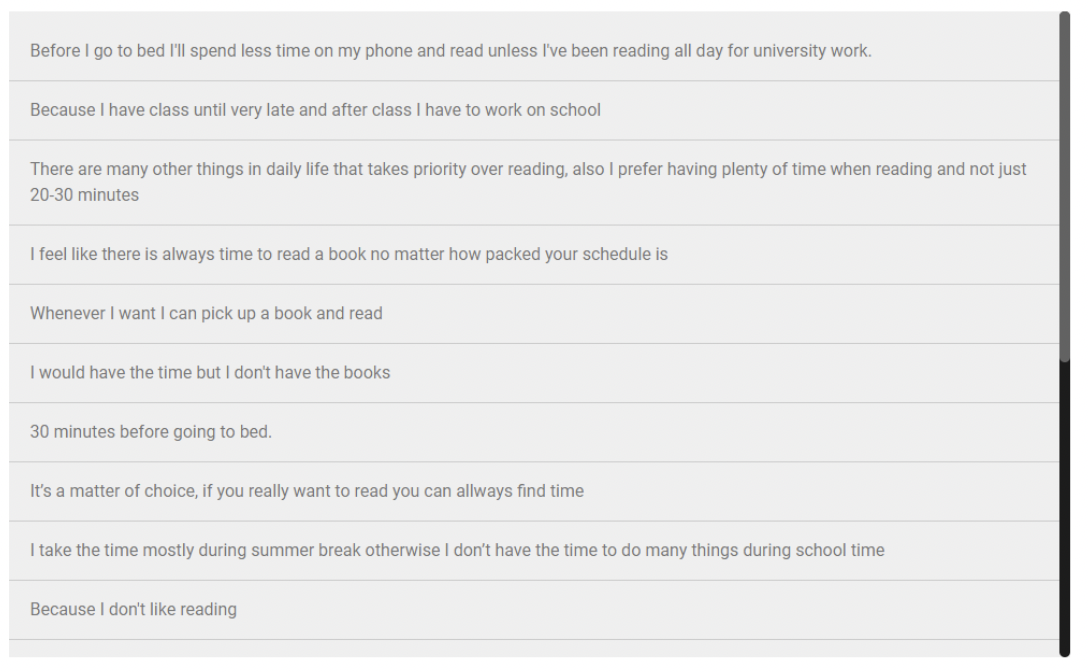 Before I go to bed I'll spend less time on my phone and read unless I've been reading all day for university work.
Because I have class until very late and after class I have to work on school
There are many other things in daily life that takes priority over reading, also I prefer having plenty of time when reading and not just
20-30 minutes
I feel like there is always time to read a book no matter how packed your schedule is
Whenever I want I can pick up a book and read
I would have the time but I don't have the books
30 minutes before going to bed.
It’s a matter of choice, if you really want to read you can allways find time
I take the time mostly during summer break otherwise I don’t have the time to do many things during school time
Because I don't like reading